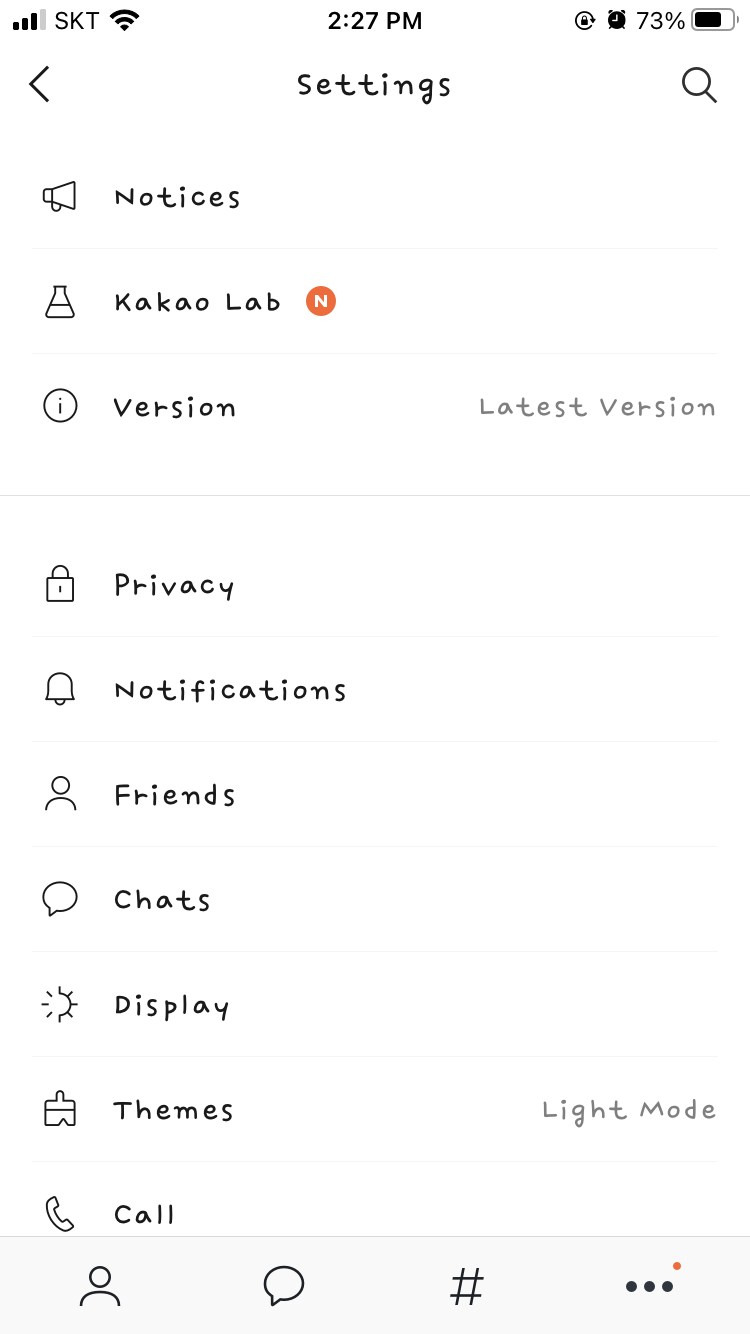 SKT 2:27 PM 73%
Settings
Notices
Kakao Lab N
Version Latest Version
Privacy
Notifications
Friends
Chats
Display
Themes Light Mode
Call
#